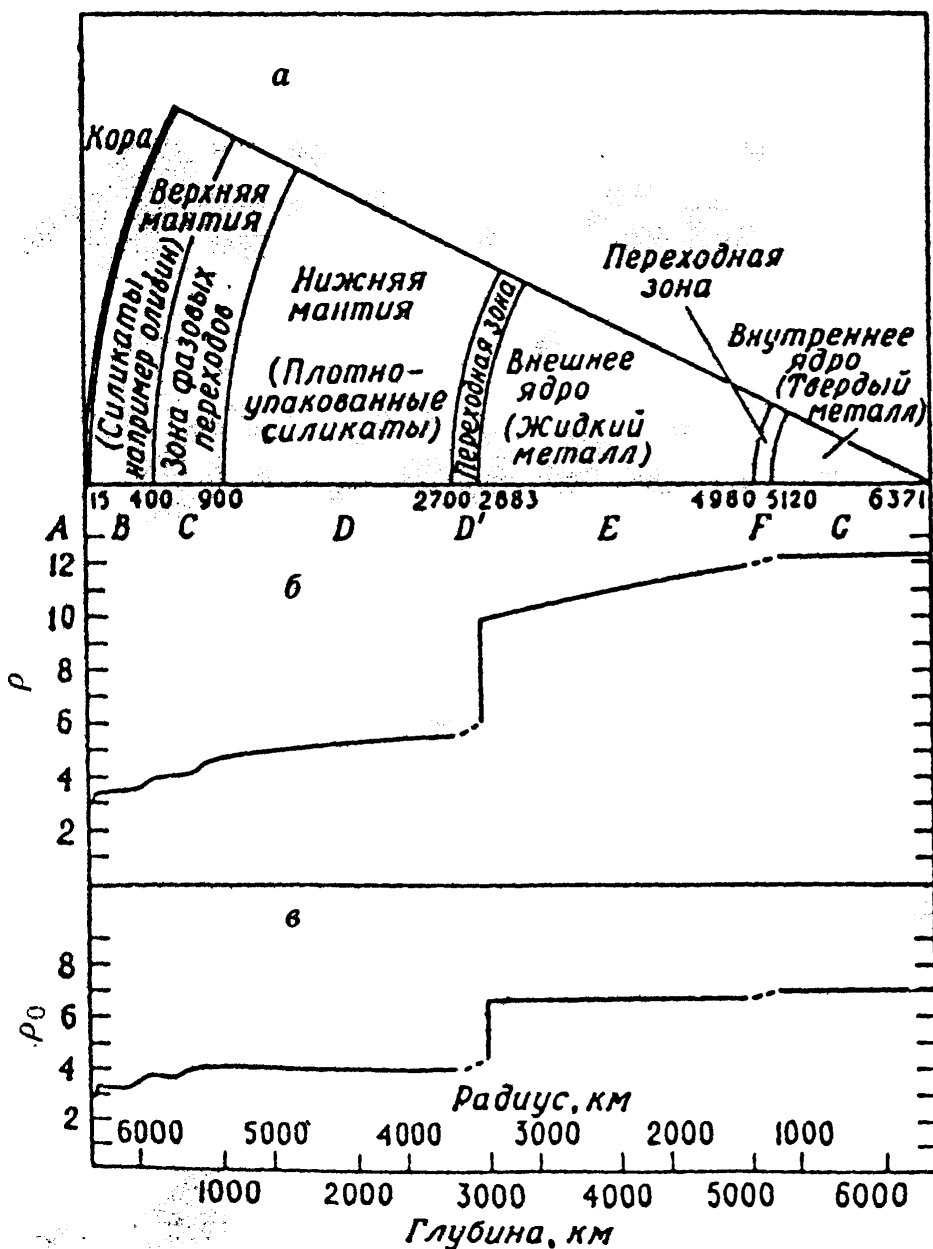 а
Кора
Верхняя
мантия
(Силикаты,
например оливин)
Зона фазовых
переходов
Нижняя
мантия
(Плотно-
упакованные
силикаты)
Переходная зона
Внешнее
ядро
(Жидкий
металл)
Переходная
зона
Внутреннее
ядро
(Твердый
металл)
15 400 900 2700 2883 4980 5120 6371
A B C D D' E F G
б
12
10
8
6
4
2
ρ
в
8
6
4
2
ρ0
Радиус, км
6000 5000 4000 3000 2000 1000
1000 2000 3000 4000 5000 6000
Глубина, км